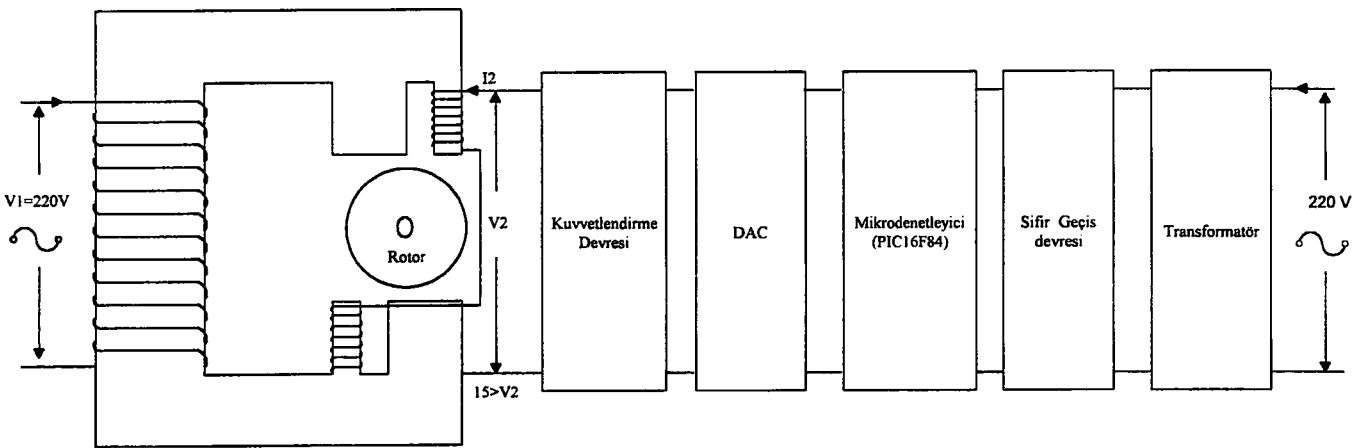 V1=220V
Rotor
I2
V2
15>V2
Kuvvetlendirme
Devresi
DAC
Mikrodenetleyici
(PIC16F84)
Sifir Geçis
devresi
Transformatör
220 V